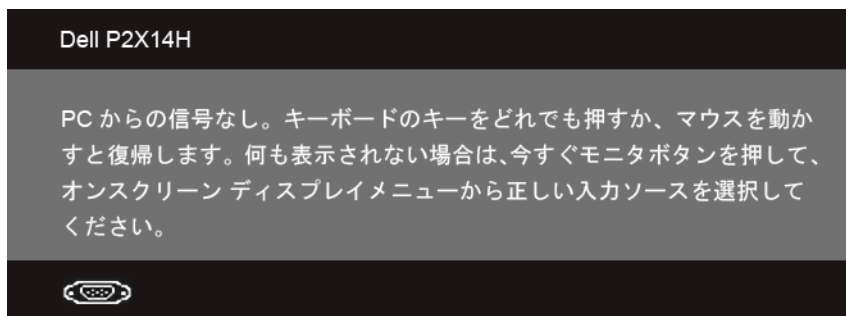 Dell P2X14H
PC からの信号なし。キーボードのキーをどれでも押すか、マウスを動か
すと復帰します。何も表示されない場合は、今すぐモニタボタンを押して、
オンスクリーン ディスプレイメニューから正しい入力ソースを選択して
ください。